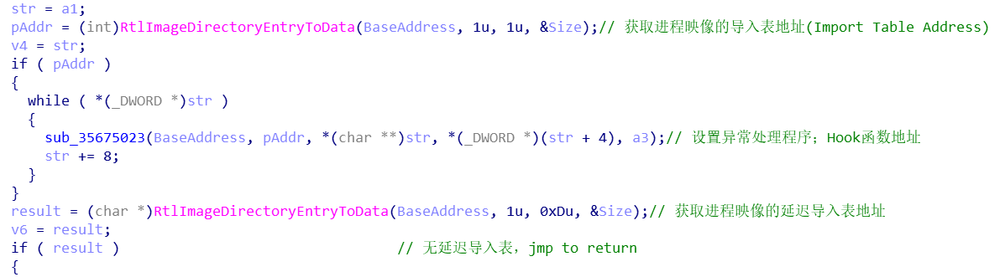 str = a1;
pAddr = (int)RtlImageDirectoryEntryToData(BaseAddress, 1u, 1u, &Size);// 获取进程映像的导入表地址(Import Table Address)
v4 = str;
if ( pAddr )
{
  while ( *(_DWORD *)str )
  {
    sub_35675023(BaseAddress, pAddr, *(char **)str, *(_DWORD *)(str + 4), a3);// 设置异常处理程序；Hook函数地址
    str += 8;
  }
}
result = (char *)RtlImageDirectoryEntryToData(BaseAddress, 1u, 0xDu, &Size);// 获取进程映像的延迟导入表地址
v6 = result;
if ( result )                                 // 无延迟导入表，jmp to return
{